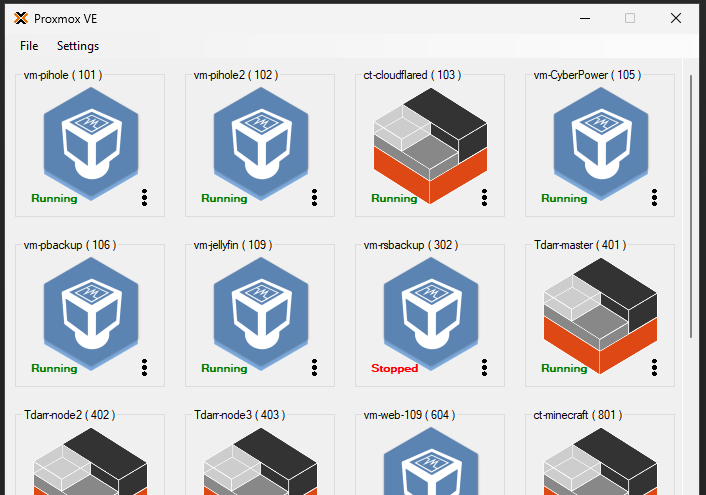 Proxmox VE
File Settings
vm-pihole ( 101 )
Running
vm-pihole2 ( 102 )
Running
ct-cloudflared ( 103 )
Running
vm-CyberPower ( 105 )
Running
vm-pbackup ( 106 )
Running
vm-jellyfin ( 109 )
Running
vm-rsbackup ( 302 )
Stopped
Tdarr-master ( 401 )
Running
Tdarr-node2 ( 402 )
Tdarr-node3 ( 403 )
vm-web-109 ( 604 )
ct-minecraft ( 801 )